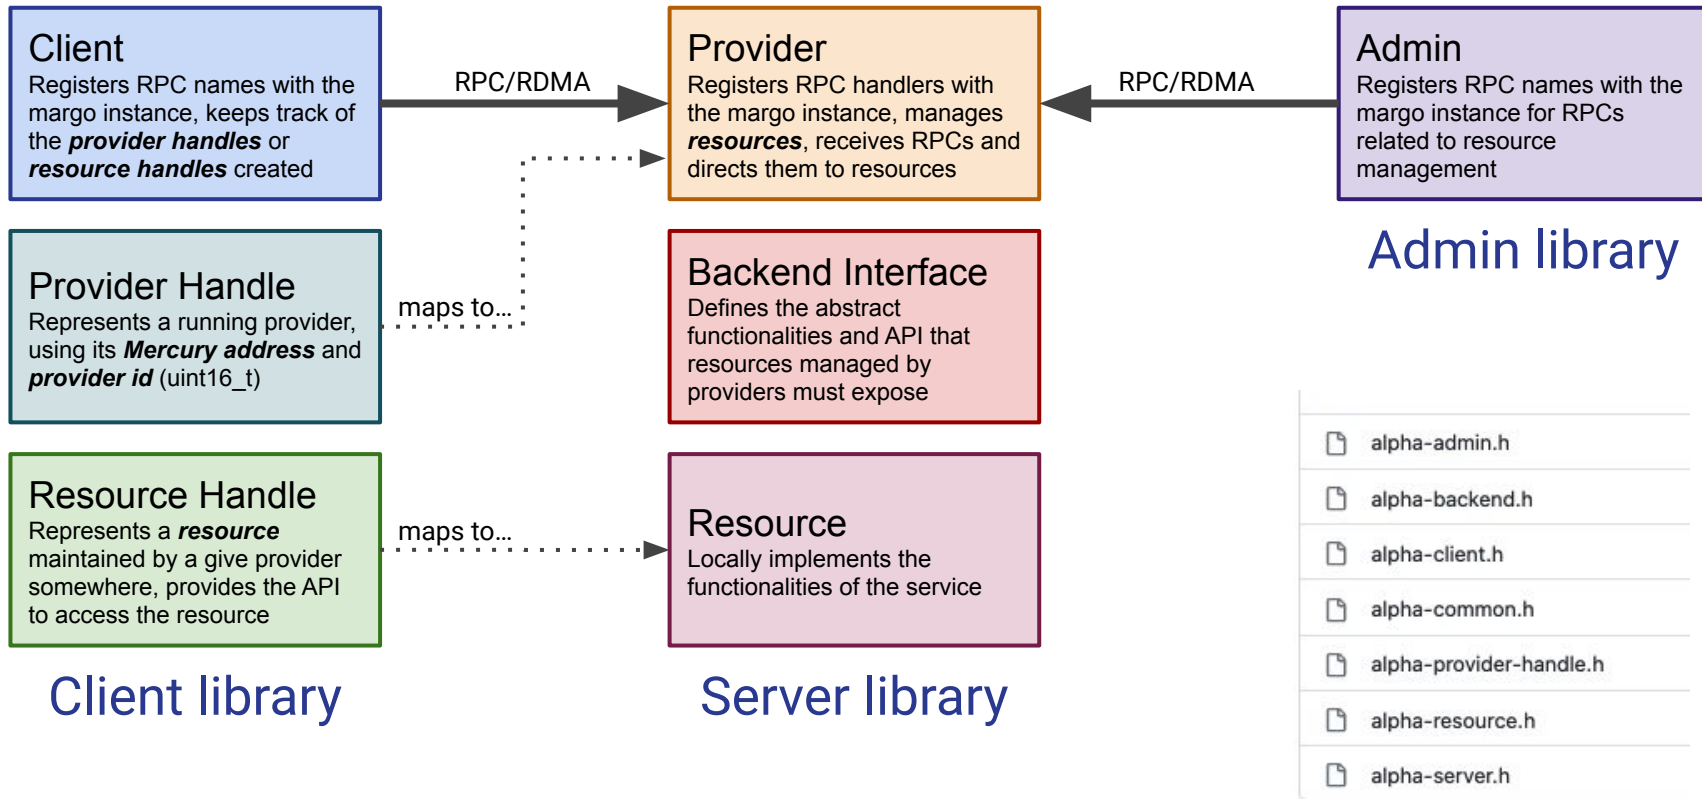 Client
Registers RPC names with the
margo instance, keeps track of
the provider handles or
resource handles created
RPC/RDMA
Provider
Registers RPC handlers with
the margo instance, manages
resources, receives RPCs and
directs them to resources
RPC/RDMA
Admin
Registers RPC names with the
margo instance for RPCs
related to resource
management
Admin library
Provider Handle
Represents a running provider,
using its Mercury address and
provider id (uint16_t)
maps to…
Backend Interface
Defines the abstract
functionalities and API that
resources managed by
providers must expose
Resource Handle
Represents a resource
maintained by a give provider
somewhere, provides the API
to access the resource
maps to…
Resource
Locally implements the
functionalities of the service
Client library
Server library
alpha-admin.h
alpha-backend.h
alpha-client.h
alpha-common.h
alpha-provider-handle.h
alpha-resource.h
alpha-server.h